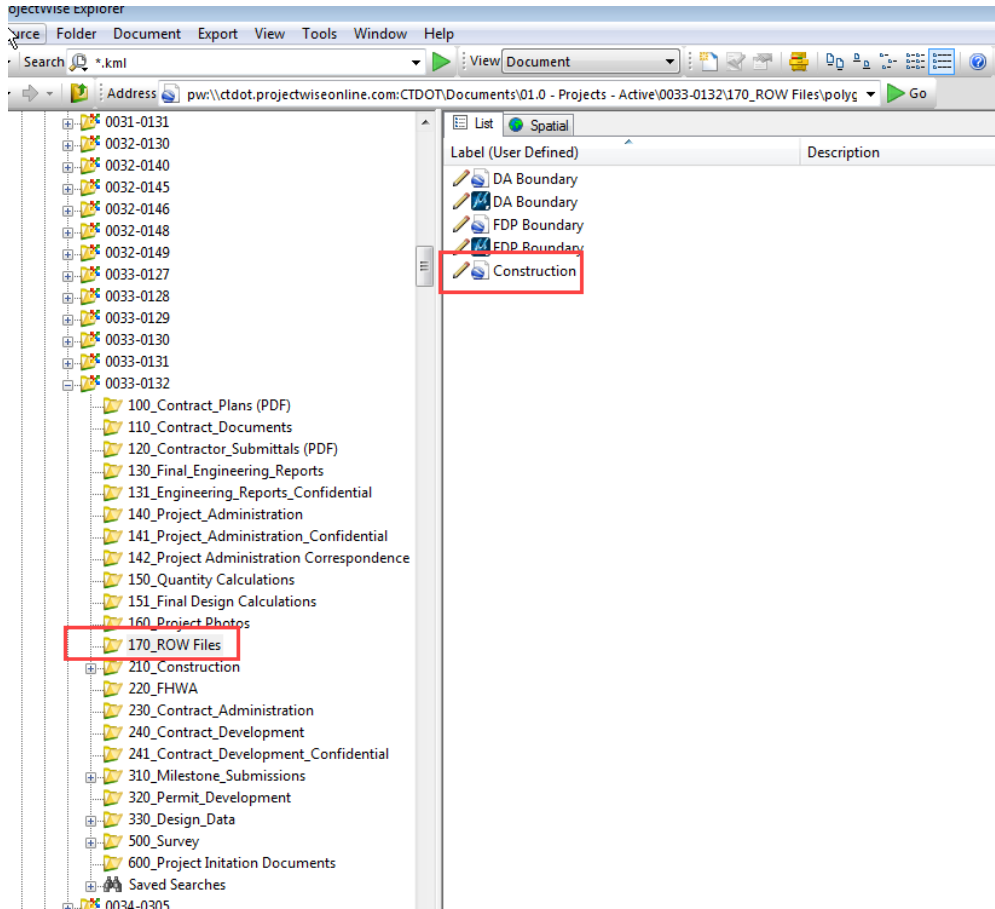 ojectWise Explorer
urce Folder Document Export View Tools Window Help
Search *.kml View Document
Address pw:\\ctdot.projectwiseonline.com:CTDOT\Documents\01.0 - Projects - Active\0033-0132\170_ROW Files\polyg Go
0031-0131
0032-0130
0032-0140
0032-0145
0032-0146
0032-0148
0032-0149
0033-0127
0033-0128
0033-0129
0033-0130
0033-0131
0033-0132
100_Contract_Plans (PDF)
110_Contract_Documents
120_Contractor_Submittals (PDF)
130_Final_Engineering_Reports
131_Engineering_Reports_Confidential
140_Project_Administration
141_Project_Administration_Confidential
142_Project Administration Correspondence
150_Quantity Calculations
151_Final Design Calculations
160_Project Photos
170_ROW Files
210_Construction
220_FHWA
230_Contract_Administration
240_Contract_Development
241_Contract_Development_Confidential
310_Milestone_Submissions
320_Permit_Development
330_Design_Data
500_Survey
600_Project Initation Documents
Saved Searches
0034-0305
List Spatial
Label (User Defined) Description
DA Boundary
DA Boundary
FDP Boundary
FDP Boundary
Construction